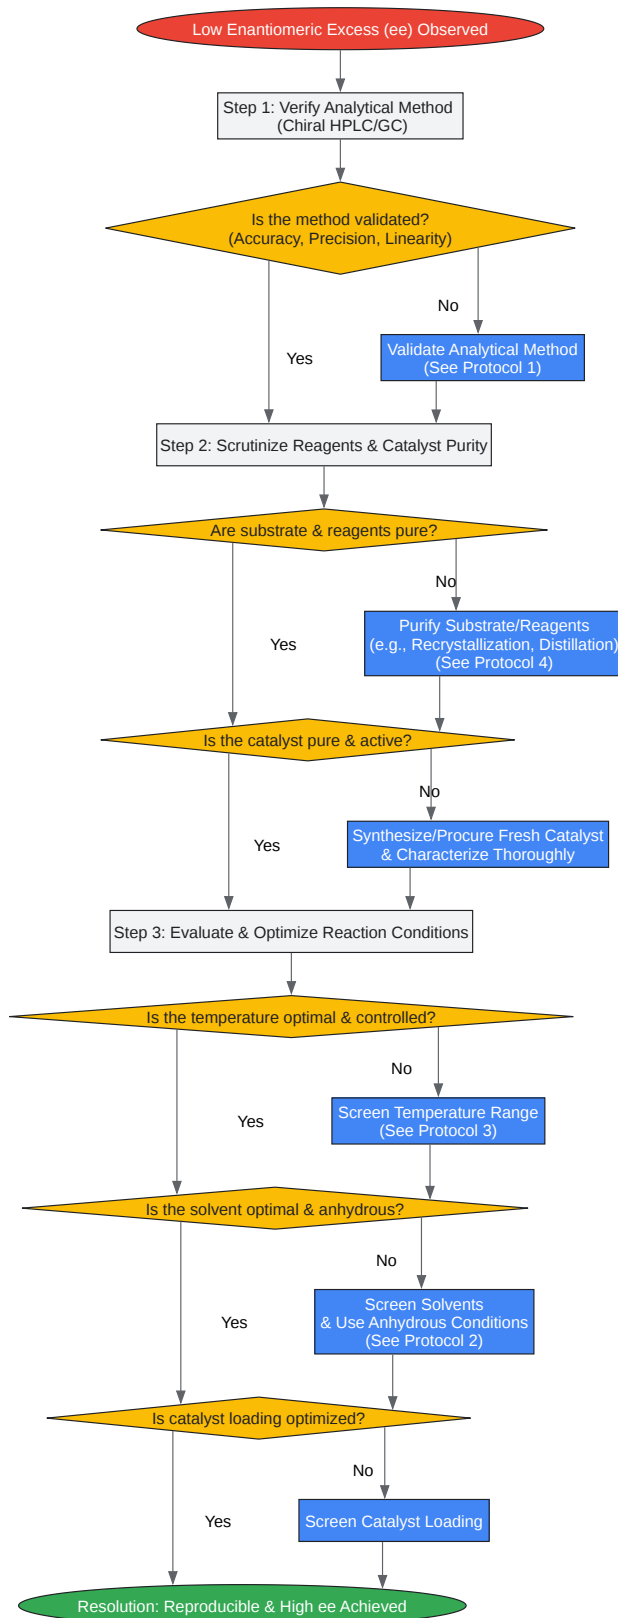 Low Enantiomeric Excess (ee) Observed
Step 1: Verify Analytical Method
(Chiral HPLC/GC)
Is the method validated?
(Accuracy, Precision, Linearity)
No
Validate Analytical Method
(See Protocol 1)
Yes
Step 2: Scrutinize Reagents & Catalyst Purity
Are substrate & reagents pure?
No
Purify Substrate/Reagents
(e.g., Recrystallization, Distillation)
(See Protocol 4)
Yes
Is the catalyst pure & active?
No
Synthesize/Procure Fresh Catalyst
& Characterize Thoroughly
Yes
Step 3: Evaluate & Optimize Reaction Conditions
Is the temperature optimal & controlled?
No
Screen Temperature Range
(See Protocol 3)
Yes
Is the solvent optimal & anhydrous?
No
Screen Solvents
& Use Anhydrous Conditions
(See Protocol 2)
Yes
Is catalyst loading optimized?
No
Screen Catalyst Loading
Yes
Resolution: Reproducible & High ee Achieved